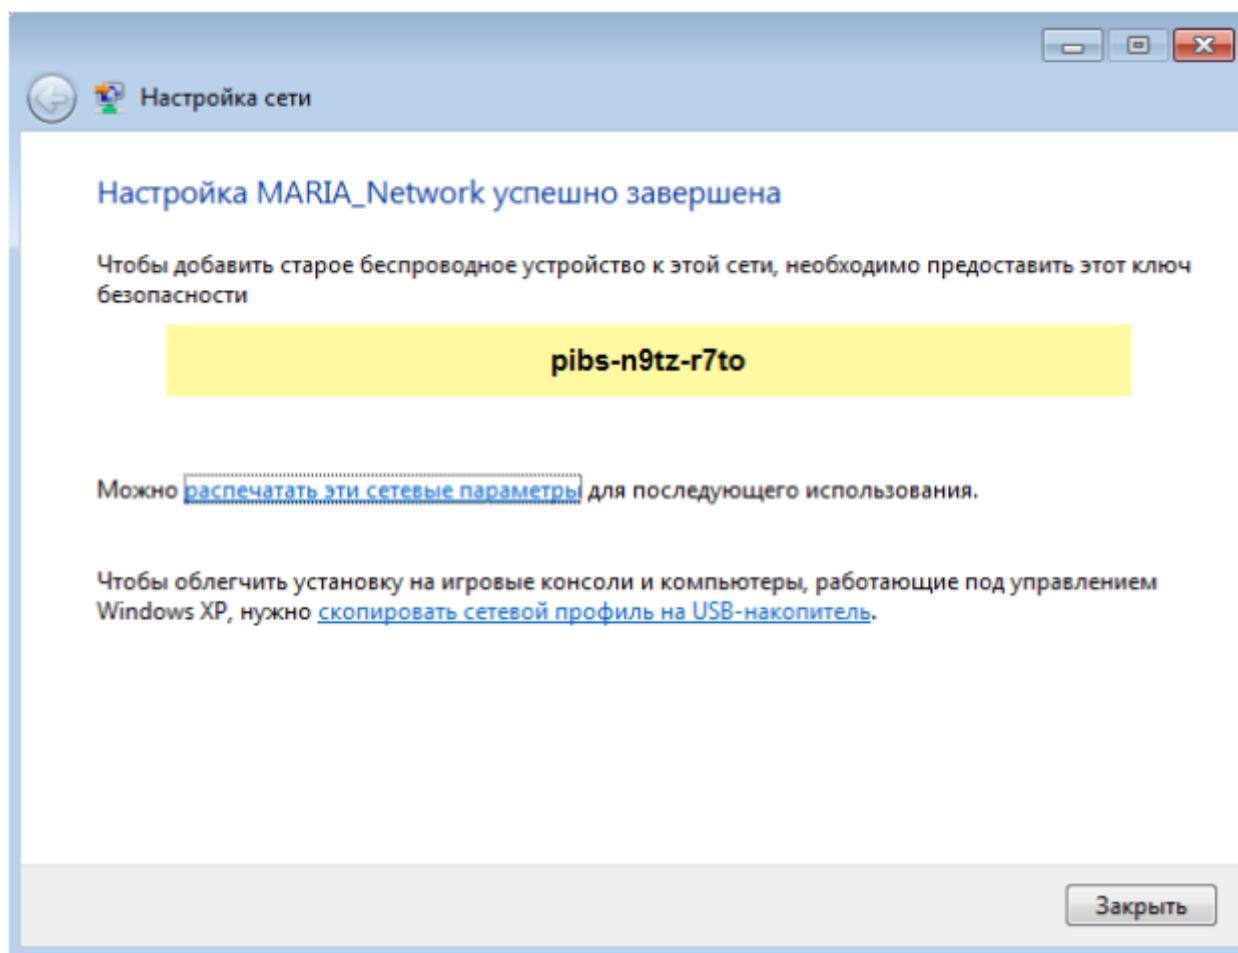 Настройка сети
Настройка MARIA_Network успешно завершена
Чтобы добавить старое беспроводное устройство к этой сети, необходимо предоставить этот ключ
безопасности
pibs-n9tz-r7to
Можно распечатать эти сетевые параметры для последующего использования.
Чтобы облегчить установку на игровые консоли и компьютеры, работающие под управлением
Windows XP, нужно скопировать сетевой профиль на USB-накопитель.
Закрыть